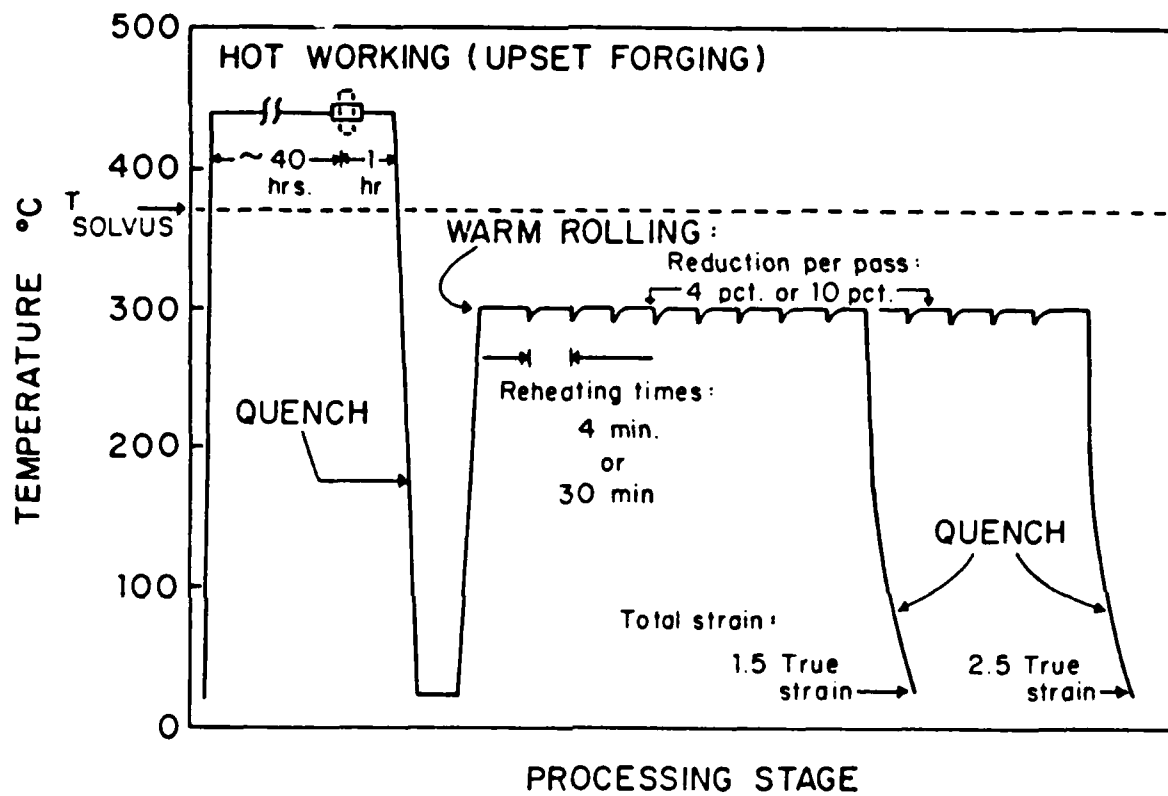 500
HOT WORKING (UPSET FORGING)
~ 40
hrs.
1
hr
400
T
SOLVUS
WARM ROLLING:
Reduction per pass:
4 pct. or 10 pct.
300
Reheating times:
4 min.
or
30 min
QUENCH
200
QUENCH
100
Total strain:
1.5 True
strain
2.5 True
strain
0
TEMPERATURE °C
PROCESSING STAGE